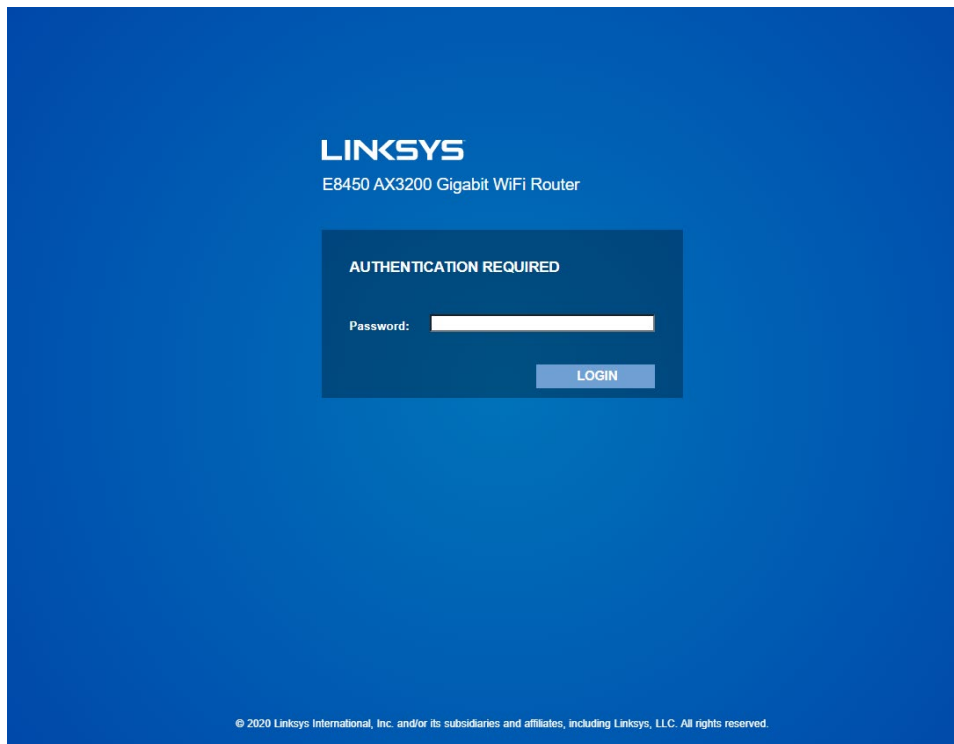 LINKSYS
E8450 AX3200 Gigabit WiFi Router
AUTHENTICATION REQUIRED
Password:
LOGIN
© 2020 Linksys International, Inc. and/or its subsidiaries and affiliates, including Linksys, LLC. All rights reserved.